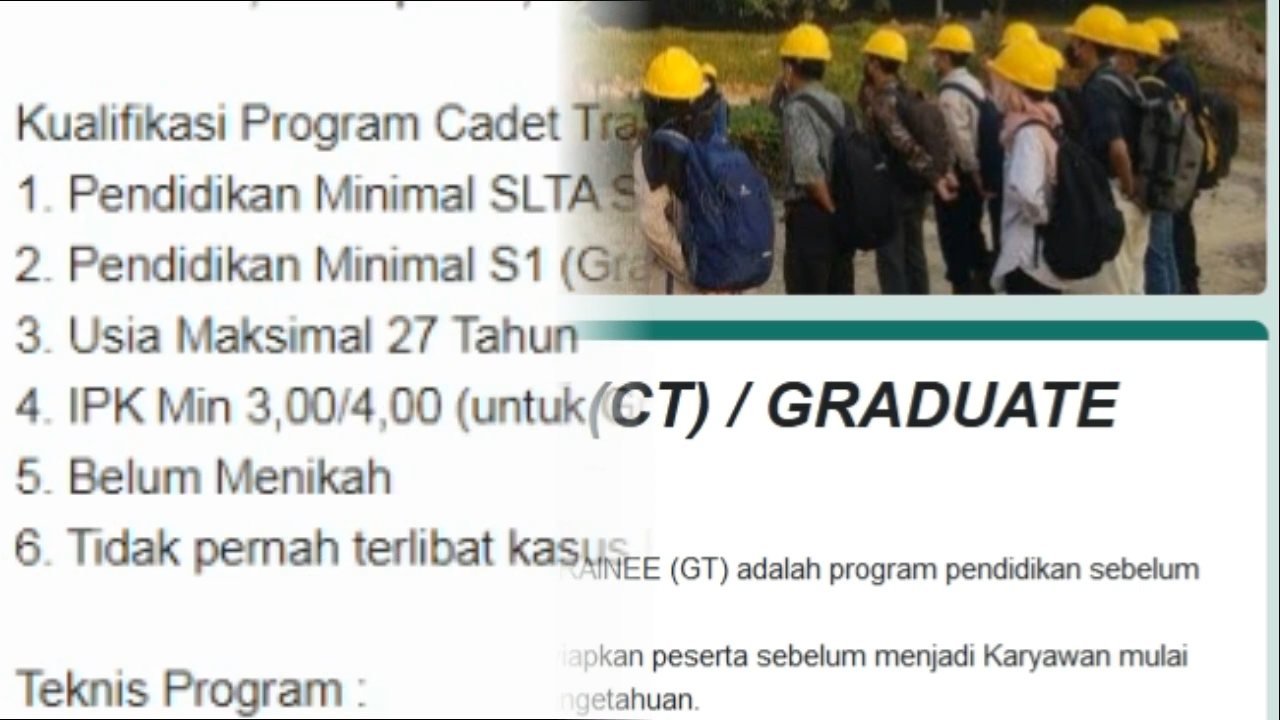 Kualifikasi Program Cadet Tra
1. Pendidikan Minimal SLTA S
2. Pendidikan Minimal S1 (Gra
3. Usia Maksimal 27 Tahun
4. IPK Min 3,00/4,00 (untuk G
5. Belum Menikah
6. Tidak pernah terlibat kasus
Teknis Program :
(CT) / GRADUATE
RAINEE (GT) adalah program pendidikan sebelum
iapkan peserta sebelum menjadi Karyawan mulai
ngetahuan.